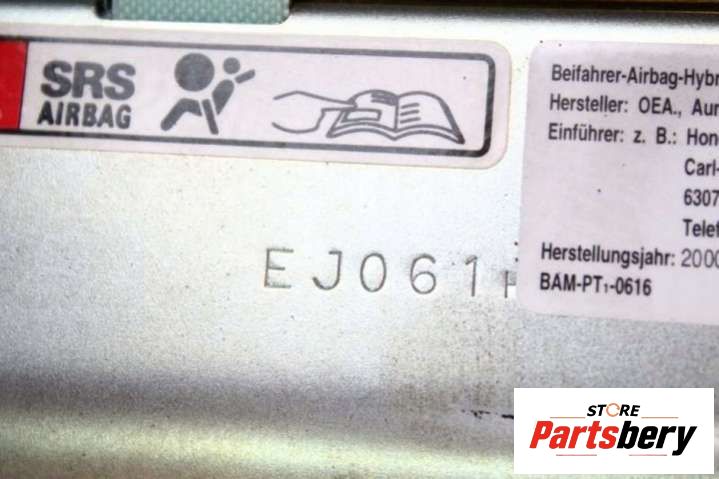 SRS
AIRBAG
Beifahrer-Airbag-Hybr
Hersteller: OEA., Aur
Einführer: z. B.: Hon
Carl-
6307
Telef
Herstellungsjahr: 2000
BAM-PT₁-0616
EJ061
STORE
Partsbery